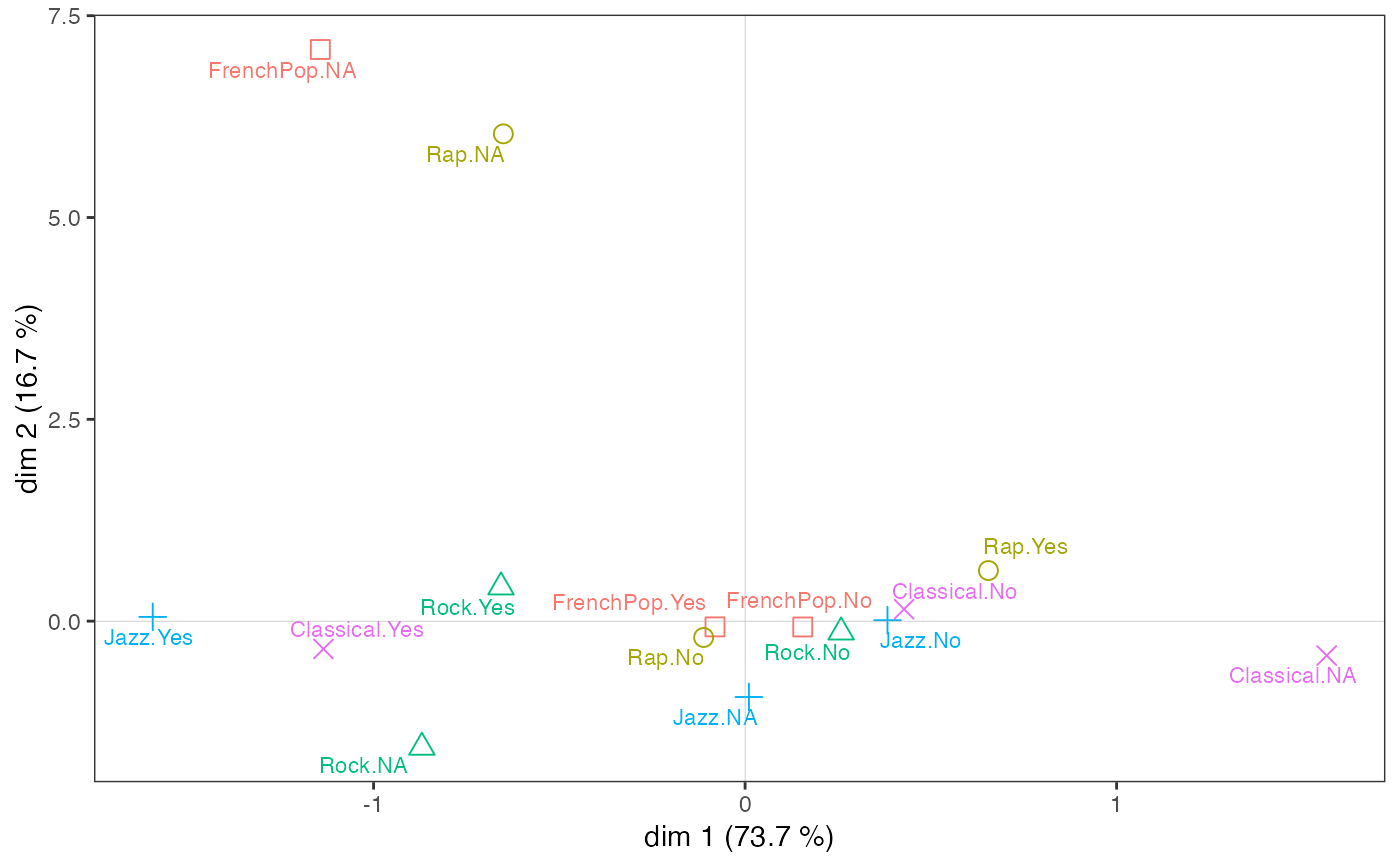 7.5
FrenchPop.NA
Rap.NA
5.0
dim 2 (16.7 %)
2.5
Rap.Yes
Classical.No
FrenchPop.Yes
FrenchPop.No
Rock.Yes
0.0
Classical.Yes
Jazz.Yes
Jazz.No
Rock.No
Rap.No
Classical.NA
Jazz.NA
Rock.NA
-1
0
1
dim 1 (73.7 %)